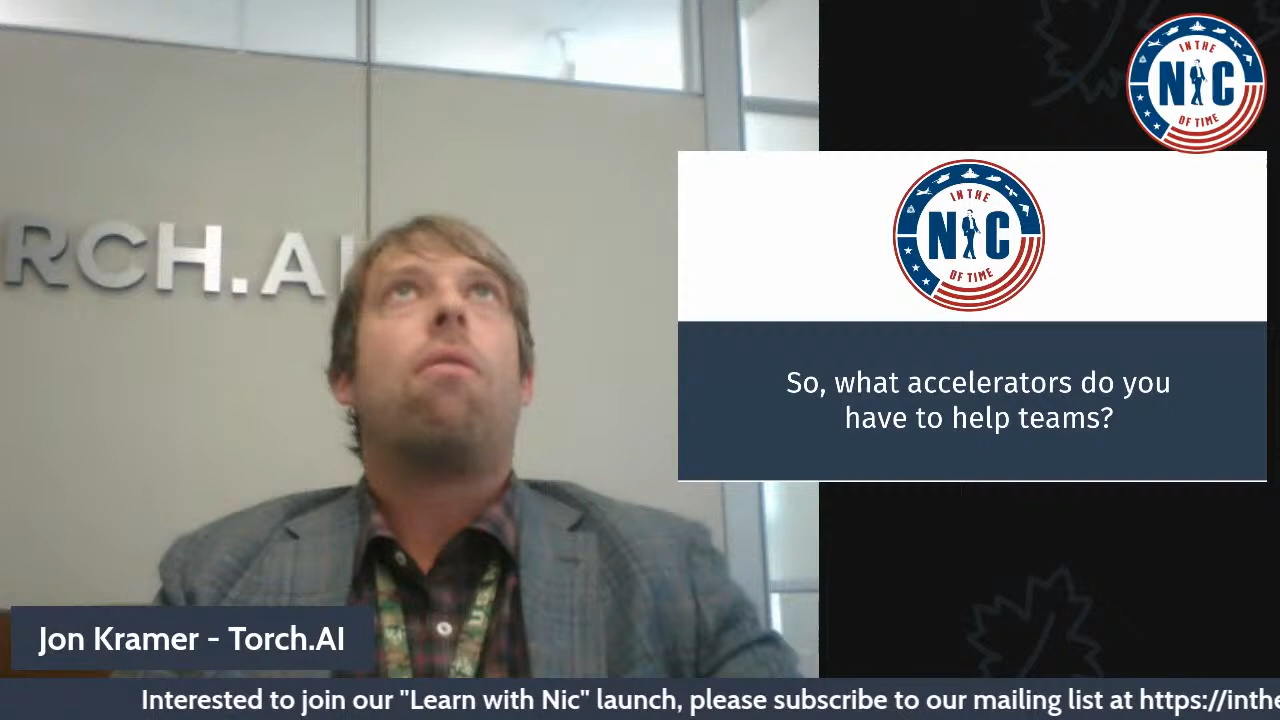 IN THE
NIC
OF TIME
IN THE
NIC
OF TIME
RCH.AI
So, what accelerators do you
have to help teams?
Jon Kramer - Torch.AI
Interested to join our "Learn with Nic" launch, please subscribe to our mailing list at https://inthe